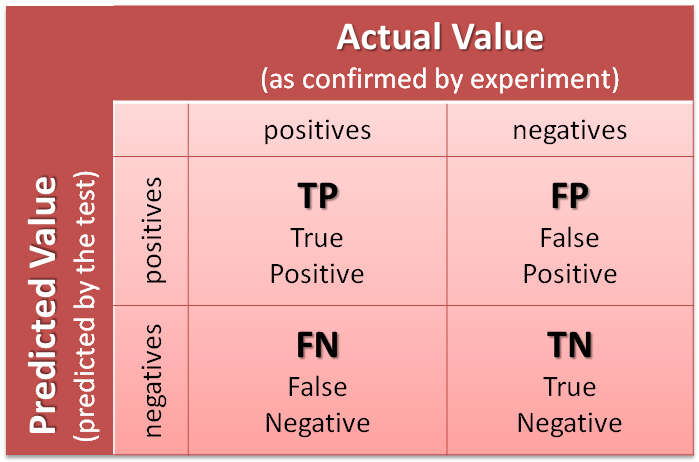 Actual Value
(as confirmed by experiment)
positives
negatives
Predicted Value
(predicted by the test)
positives
TP
True
Positive
FP
False
Positive
negatives
FN
False
Negative
TN
True
Negative